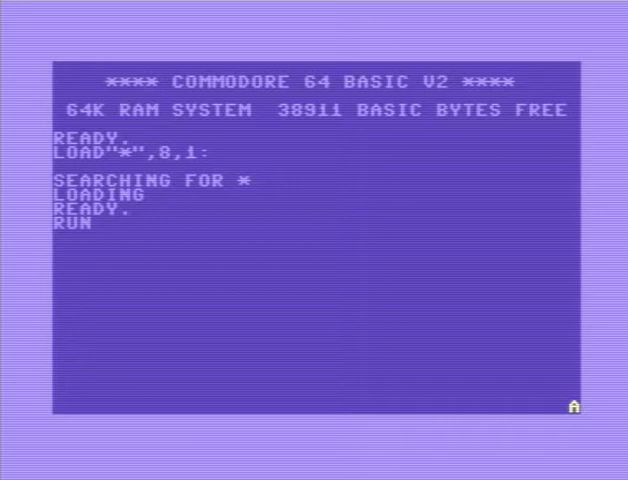 **** COMMODORE 64 BASIC V2 ****
64K RAM SYSTEM  38911 BASIC BYTES FREE
READY.
LOAD"*",8,1:
SEARCHING FOR *
LOADING
READY.
RUN
A